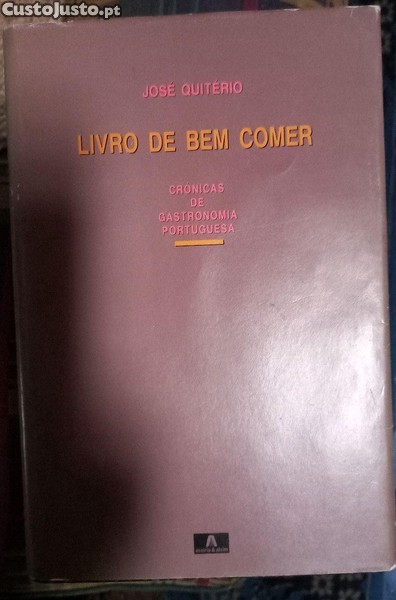 CustoJusto.pt
JOSÉ QUITÉRIO
LIVRO DE BEM COMER
CRÓNICAS
DE
GASTRONOMIA
PORTUGUESA